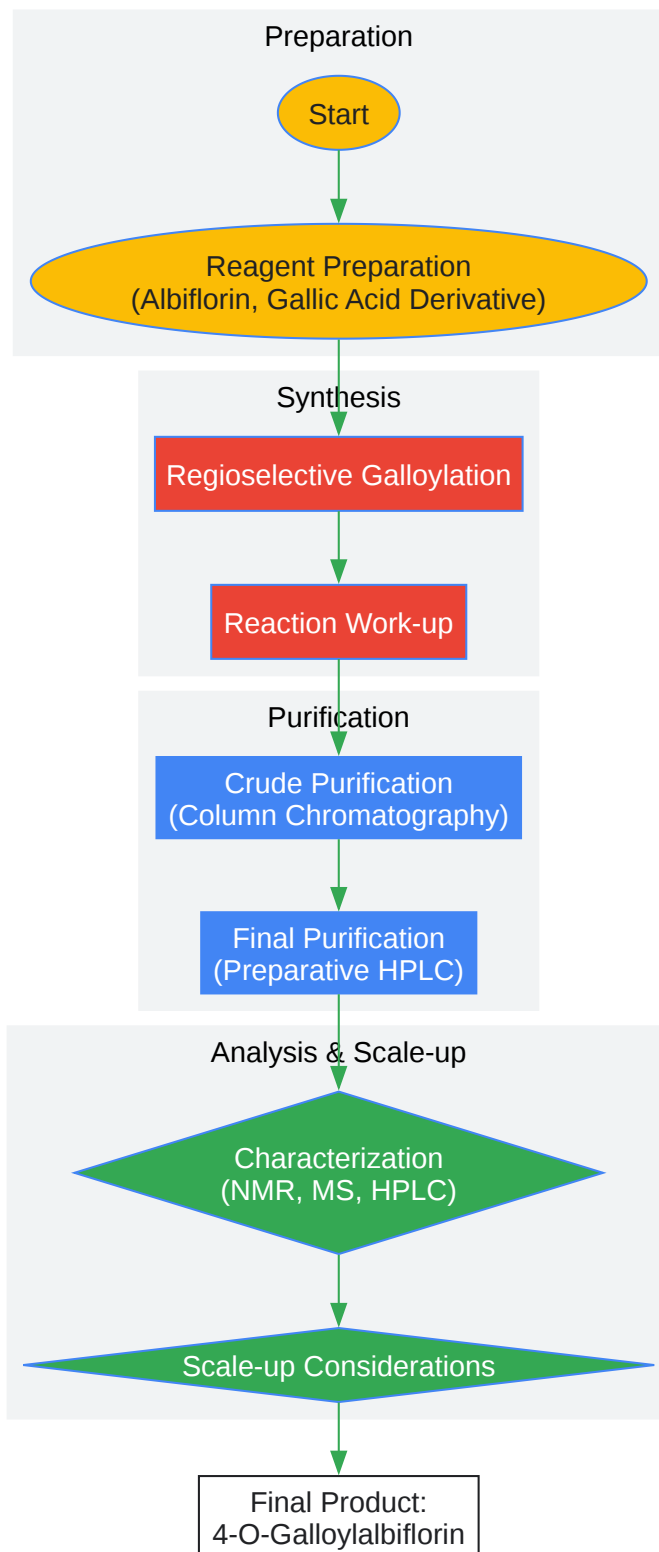 Preparation
Start
Reagent Preparation
(Albiflorin, Gallic Acid Derivative)
Synthesis
Regioselective Galloylation
Reaction Work-up
Purification
Crude Purification
(Column Chromatography)
Final Purification
(Preparative HPLC)
Analysis & Scale-up
Characterization
(NMR, MS, HPLC)
Scale-up Considerations
Final Product:
4-O-Galloylalbiflorin